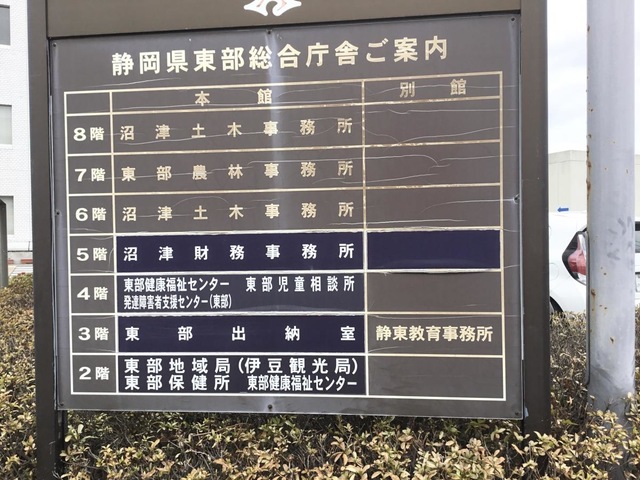 静岡県東部総合庁舎ご案内
本館 別館
8階 沼津土木事務所
7階 東部農林事務所
6階 沼津土木事務所
5階 沼津財務事務所
4階 東部健康福祉センター 東部児童相談所
発達障害者支援センター(東部)
3階 東部出納室 静東教育事務所
2階 東部地域局(伊豆観光局)
東部保健所 東部健康福祉センター